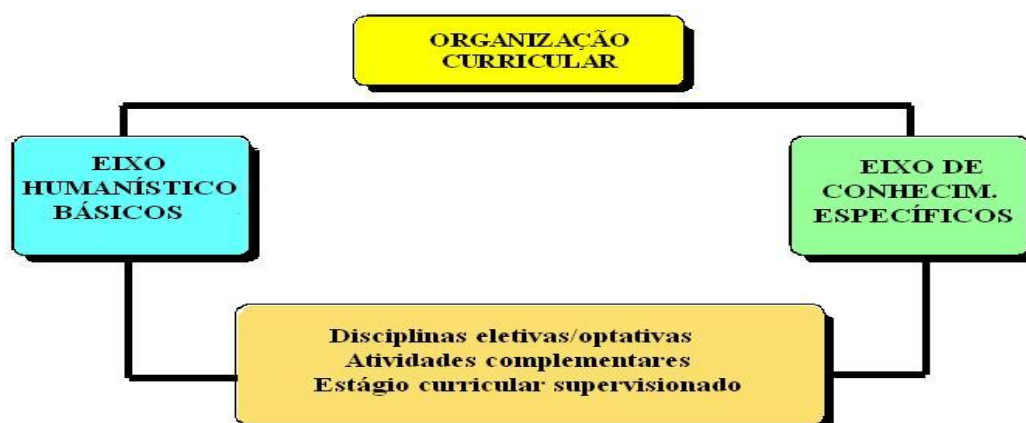 ORGANIZAÇÃO
CURRICULAR
EIXO
HUMANÍSTICO
BÁSICOS
EIXO DE
CONHECIM.
ESPECÍFICOS
Disciplinas eletivas/optativas
Atividades complementares
Estágio curricular supervisionado